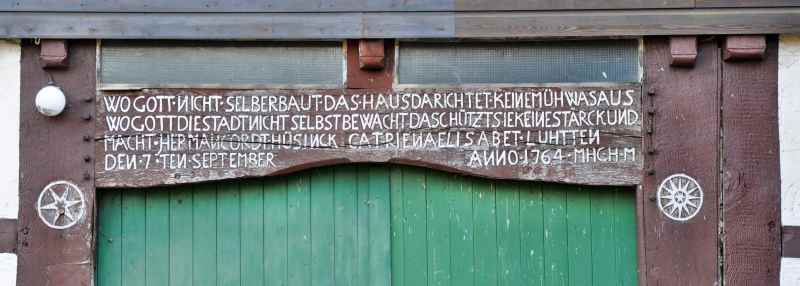 WO GOTT · NICHT · SELBER BAUT · DAS · HAUS DA RICHTET · KEINE MÜH WAS AUS
WO GOTT DIE STADT NICHT SELBST BEWACHT DA SCHÜTZT SIE KEINE STARCK UND
MACHT · HERMAN CORDT HÜSINCK CATRIENA ELISABET · LUHTTEN
DEN · 7 · TEN · SEPTEMBER ANNO · 1764 · MHCH · M